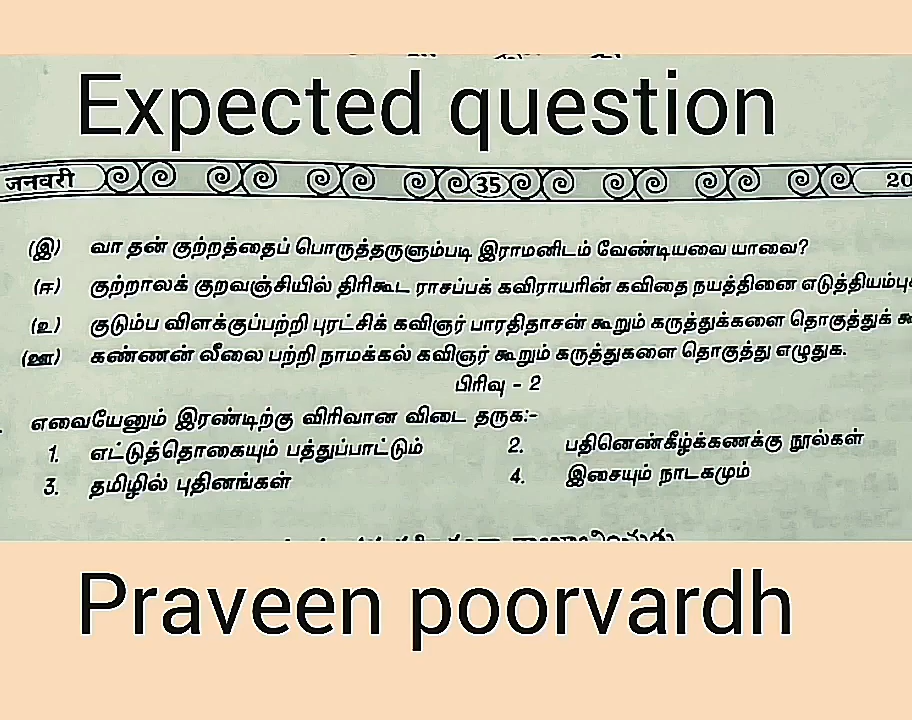 Expected question
जनवरी 35 20
(இ) வா தன் குற்றத்தைப் பொருத்தருளும்படி இராமனிடம் வேண்டியவை யாவை?
(ஈ) குற்றாலக் குறவஞ்சியில் திரிகூட ராசப்பக் கவிராயரின் கவிதை நயத்தினை
(உ) குடும்ப விளக்குப்பற்றி புரட்சிக் கவிஞர் பாரதிதாசன் கூறும் கருத்துக்களை தொகுத்துக்
(ஊ) கண்ணன் லீலை பற்றி நாமக்கல் கவிஞர் கூறும் கருத்துகளை தொகுத்து எழுதுக.
பிரிவு - 2
எவையேனும் இரண்டிற்கு விரிவான விடை தருக:-
1. எட்டுத்தொகையும் பத்துப்பாட்டும் 2. பதினெண்கீழ்க்கணக்கு நூல்கள்
3. தமிழில் புதினங்கள் 4. இசையும் நாடகமும்
Praveen poorvardh